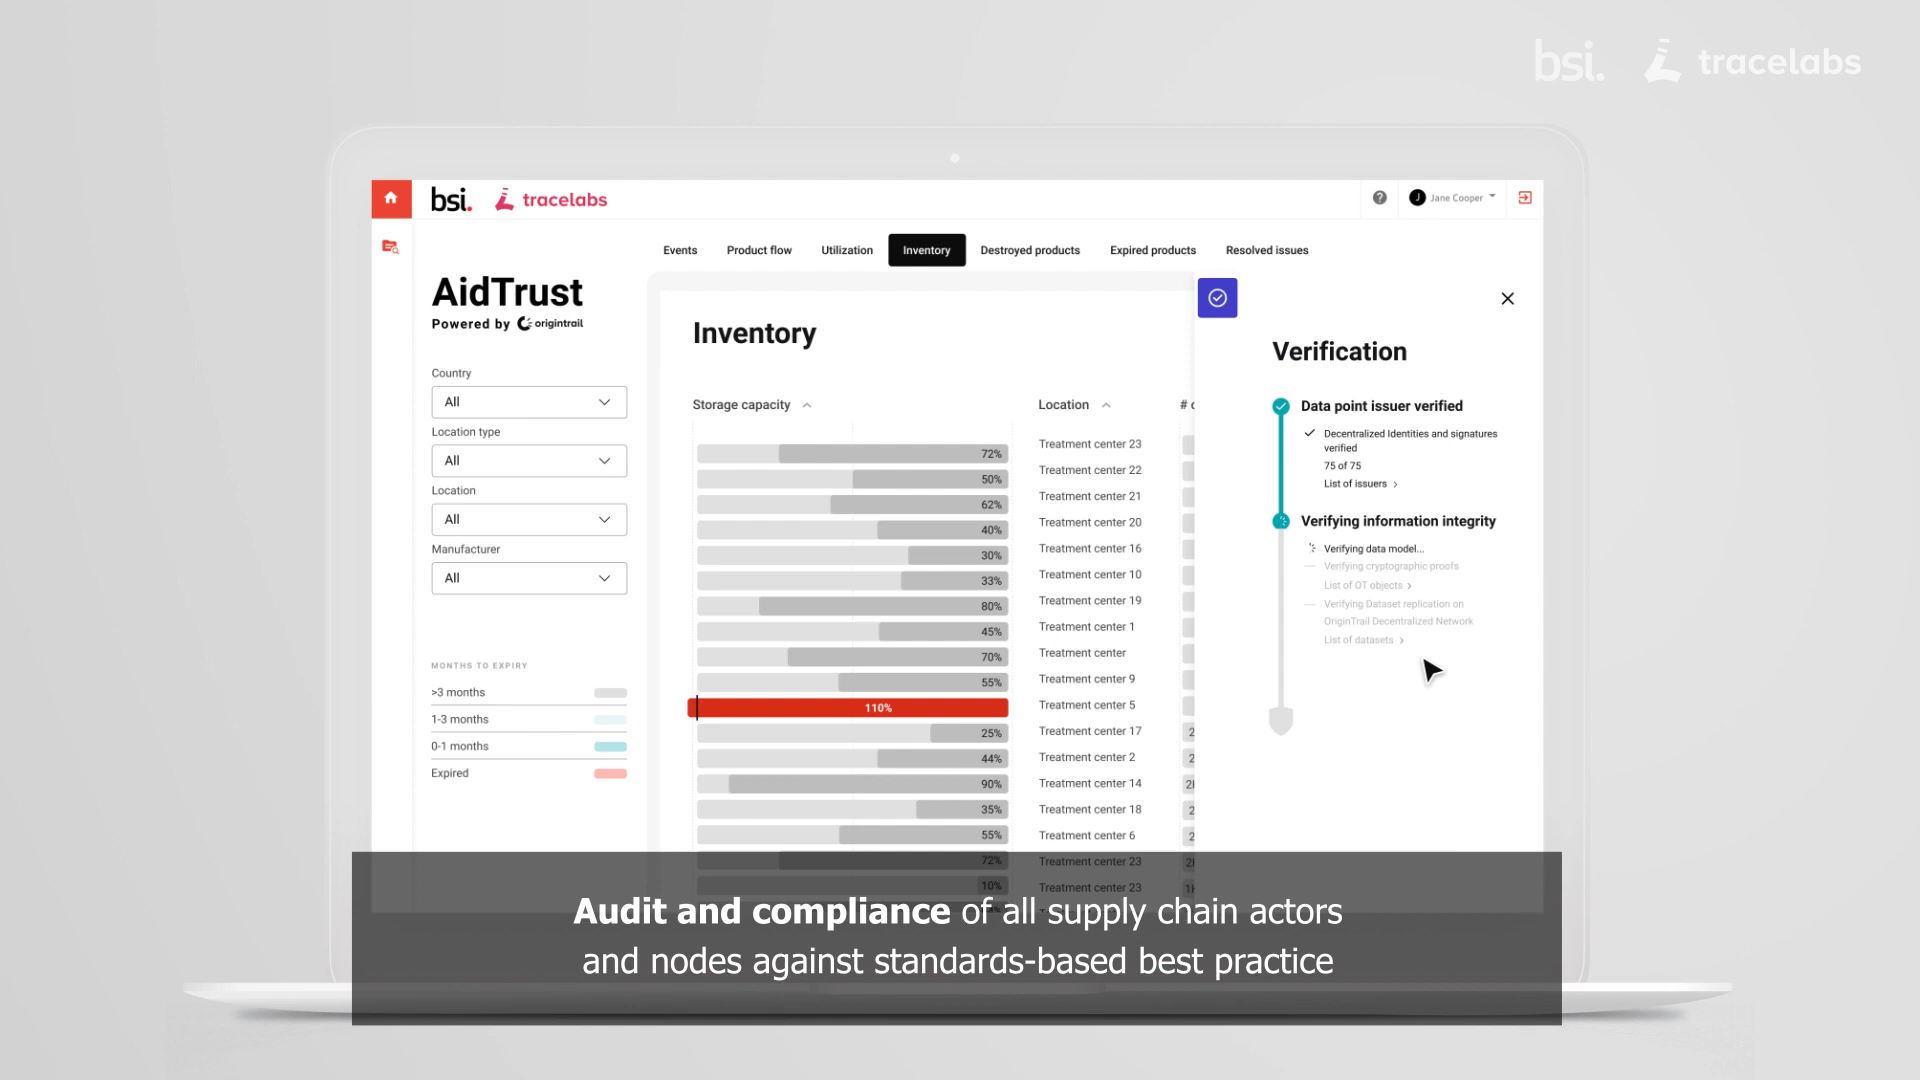 bsi. tracelabs
bsi. tracelabs
J Jane Cooper
Events Product flow Utilization Inventory Destroyed products Expired products Resolved issues
AidTrust
Powered by origintrail
Country
All
Location type
All
Location
All
Manufacturer
All
MONTHS TO EXPIRY
>3 months
1-3 months
0-1 months
Expired
Inventory
Storage capacity Location #
72% Treatment center 23
50% Treatment center 22
62% Treatment center 21
40% Treatment center 20
30% Treatment center 16
33% Treatment center 10
80% Treatment center 19
45% Treatment center 1
70% Treatment center
55% Treatment center 9
110% Treatment center 5
25% Treatment center 17
44% Treatment center 2
90% Treatment center 14
35% Treatment center 18
55% Treatment center 6
72% Treatment center 23
10% Treatment center 23
Verification
Data point issuer verified
Decentralized Identities and signatures
verified
75 of 75
List of issuers
Verifying information integrity
Verifying data model...
Verifying cryptographic proofs
List of OT objects
Verifying Dataset replication on
OriginTrail Decentralized Network
List of datasets
Audit and compliance of all supply chain actors
and nodes against standards-based best practice